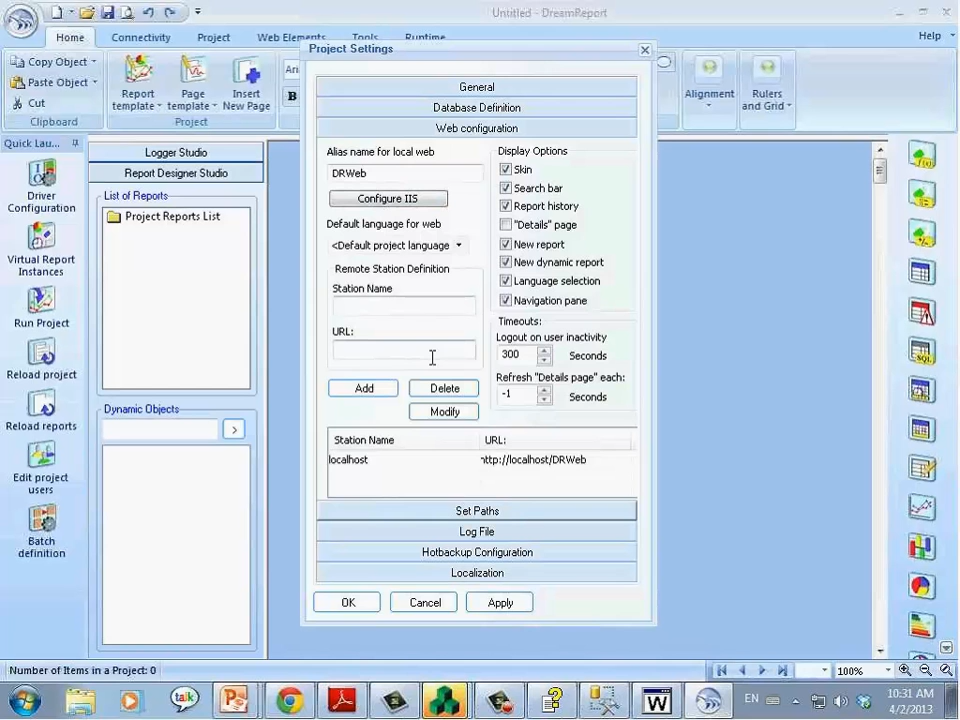 Untitled - DreamReport
Home
Connectivity
Project
Web Elements
Tools
Runtime
Help
Copy Object
Paste Object
Cut
Clipboard
Report template
Page template
Insert New Page
Project
Ari
B
Alignment
Rulers and Grid
Quick Lau...
Driver Configuration
Virtual Report Instances
Run Project
Reload project
Reload reports
Edit project users
Batch definition
Logger Studio
Report Designer Studio
List of Reports
Project Reports List
Dynamic Objects
>
Project Settings
General
Database Definition
Web configuration
Alias name for local web
DRWeb
Configure IIS
Default language for web
<Default project language
Remote Station Definition
Station Name
URL:
Add
Delete
Modify
Display Options
Skin
Search bar
Report history
"Details" page
New report
New dynamic report
Language selection
Navigation pane
Timeouts:
Logout on user inactivity
300 Seconds
Refresh "Details page" each:
-1 Seconds
Station Name URL:
localhost http://localhost/DRWeb
Set Paths
Log File
Hotbackup Configuration
Localization
OK
Cancel
Apply
SQL
Number of Items in a Project: 0
100%
talk
EN
10:31 AM
4/2/2013